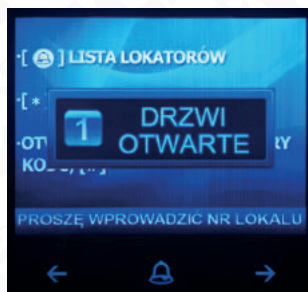 ·[ ] LISTA LOKATORÓW
·[ *
1
DRZWI
OTWARTE
PROSZĘ WPROWADZIĆ NR LOKALU